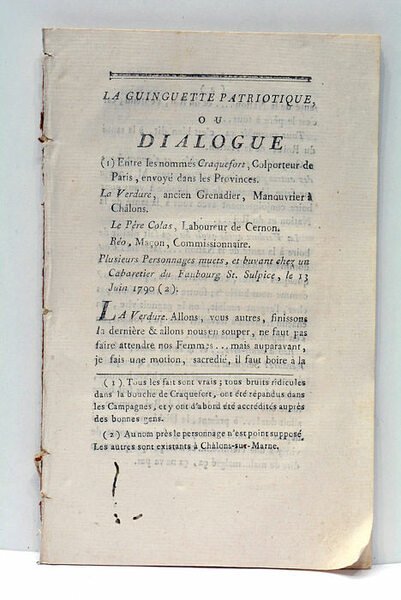 LA GUINGUETTE PATRIOTIQUE,
OU
DIALOGUE
(1) Entre les nommés Craquefort, Colporteur de
Paris, envoyé dans les Provinces.
La Verdure, ancien Grenadier, Manouvrier à
Châlons.
Le Père Colas, Laboureur de Cernon.
Réo, Maçon, Commissionnaire.
Plusieurs Personnages muets, et buvant chez un
Cabaretier du Faubourg St. Sulpice, le 13
Juin 1790 (2).
LA Verdure. Allons, vous autres, finissons
la dernière & allons nous en souper, ne faut pas
faire attendre nos Femmes... mais auparavant,
je fais une motion, sacredié, il faut boire à la
(1) Tous les fait sont vrais; tous bruits ridicules
dans la bouche de Craquefort, ont été répandus dans
les Campagnes, et y ont d'abord été accrédités auprès
des bonnes gens.
(2) Au nom près le personnage n'est point supposé
Les autres sont existants à Châlons-sur-Marne.